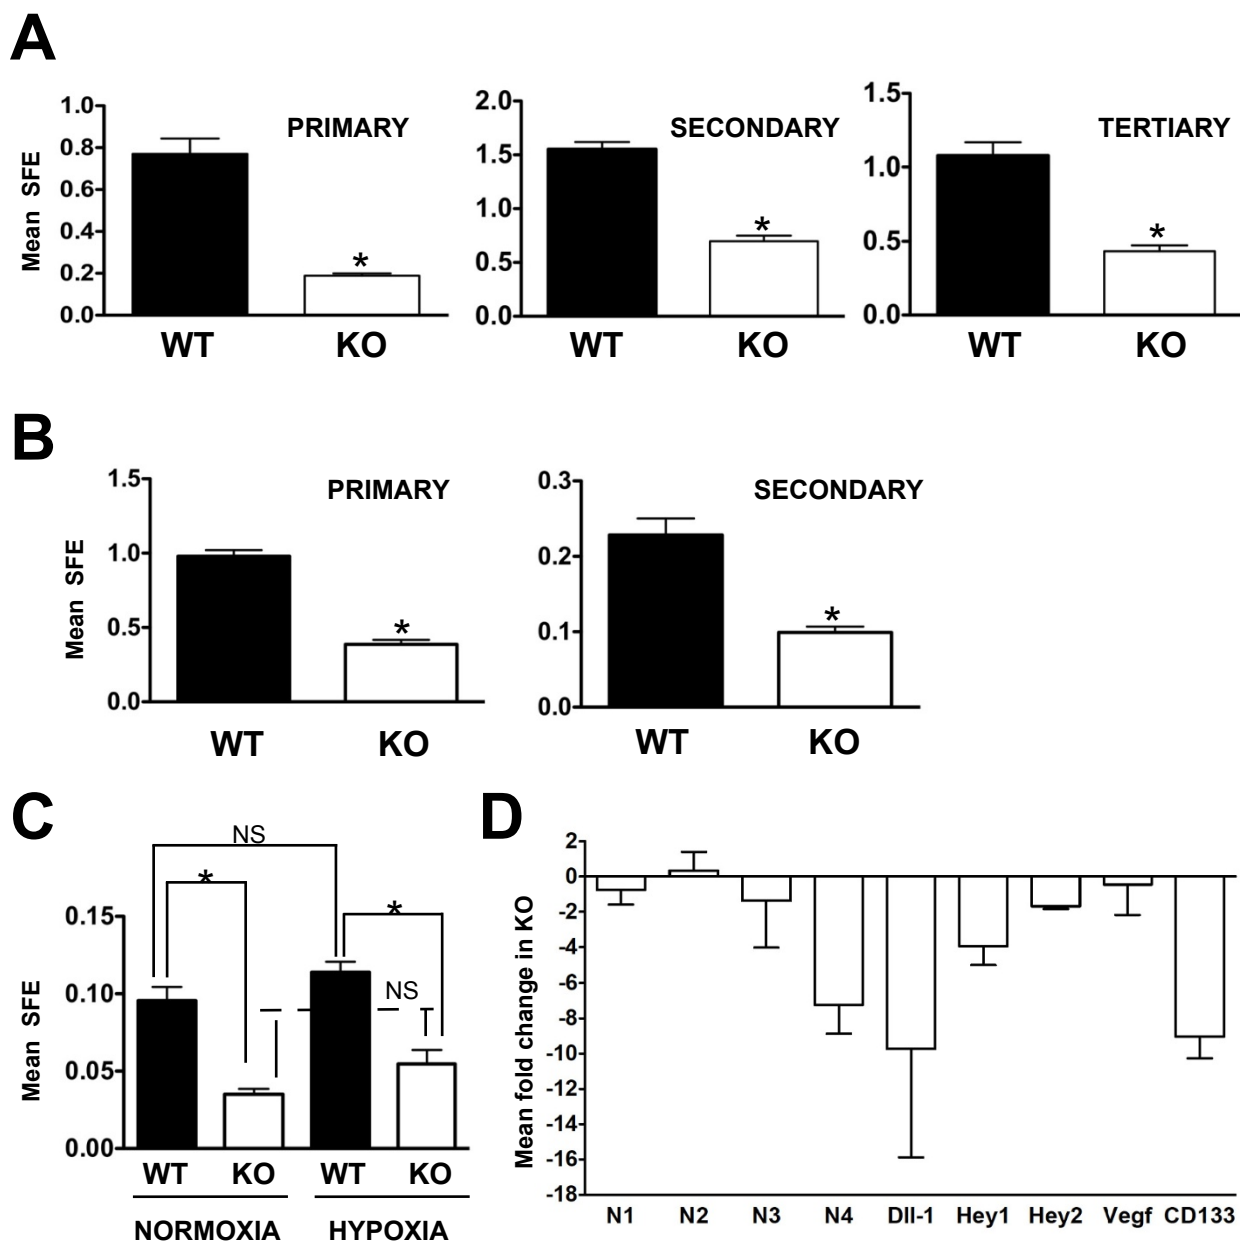 A
PRIMARY
SECONDARY
TERTIARY
Mean SFE
1.0
0.8
0.6
0.4
0.2
0.0
WT KO
2.0
1.5
1.0
0.5
0.0
WT KO
1.5
1.0
0.5
0.0
WT KO
*
*
*
B
PRIMARY
SECONDARY
Mean SFE
1.5
1.0
0.5
0.0
WT KO
0.3
0.2
0.1
0.0
WT KO
*
*
C
NS
*
*
NS
Mean SFE
0.15
0.10
0.05
0.00
WT KO WT KO
NORMOXIA HYPOXIA
D
Mean fold change in KO
2
0
-2
-4
-6
-8
-10
-12
-14
-16
-18
N1 N2 N3 N4 Dll-1 Hey1 Hey2 Vegf CD133